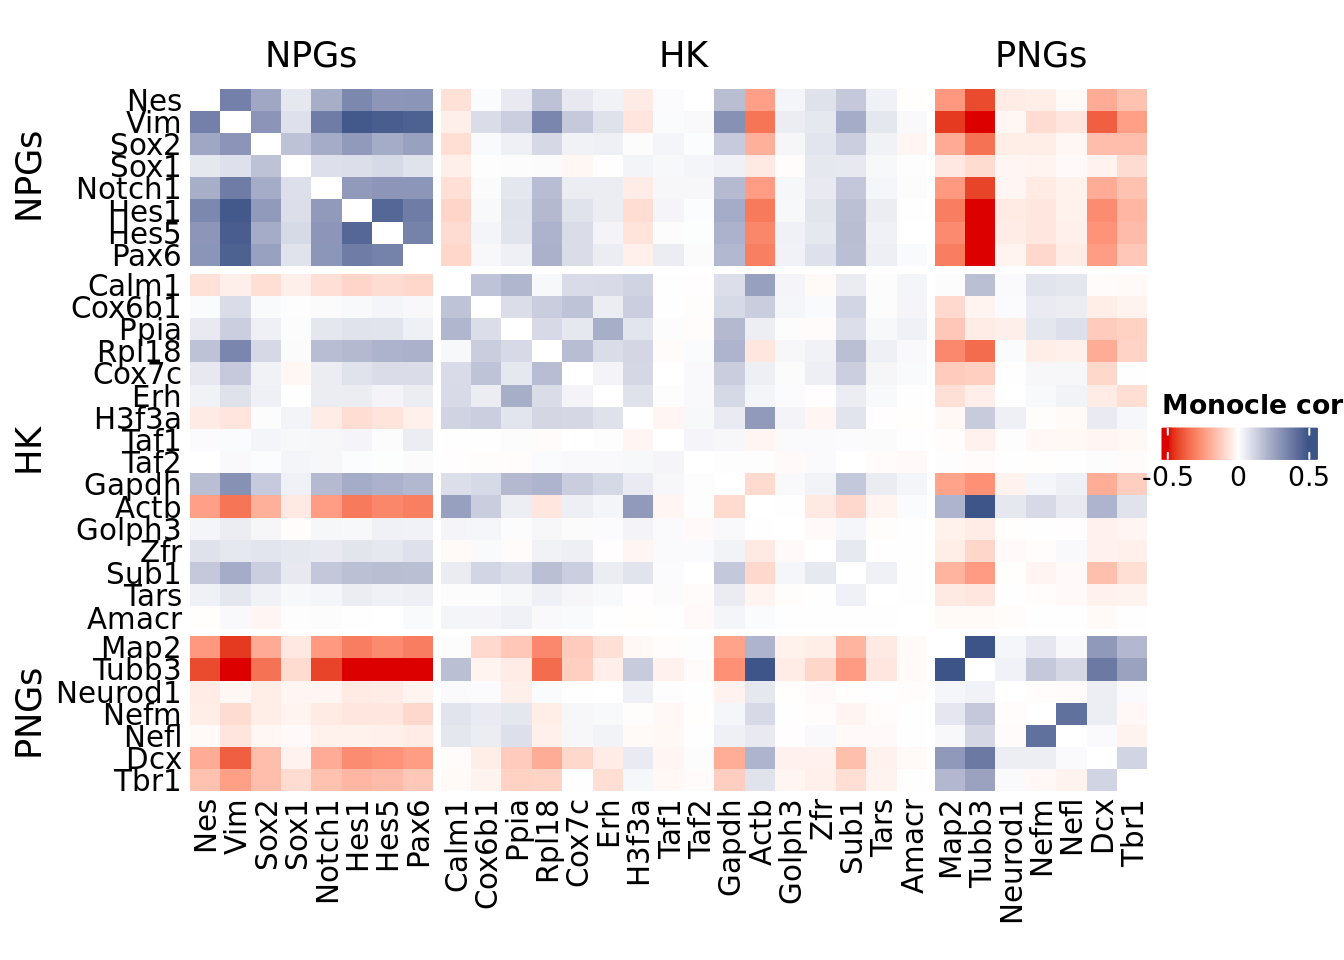 NPGs HK PNGs
NPGs
HK
PNGs
Nes
Vim
Sox2
Sox1
Notch1
Hes1
Hes5
Pax6
Calm1
Cox6b1
Ppia
Rpl18
Cox7c
Erh
H3f3a
Taf1
Taf2
Gapdh
Actb
Golph3
Zfr
Sub1
Tars
Amacr
Map2
Tubb3
Neurod1
Nefm
Nefl
Dcx
Tbr1
Monocle cor
-0.5 0 0.5
Nes
Vim
Sox2
Sox1
Notch1
Hes1
Hes5
Pax6
Calm1
Cox6b1
Ppia
Rpl18
Cox7c
Erh
H3f3a
Taf1
Taf2
Gapdh
Actb
Golph3
Zfr
Sub1
Tars
Amacr
Map2
Tubb3
Neurod1
Nefm
Nefl
Dcx
Tbr1